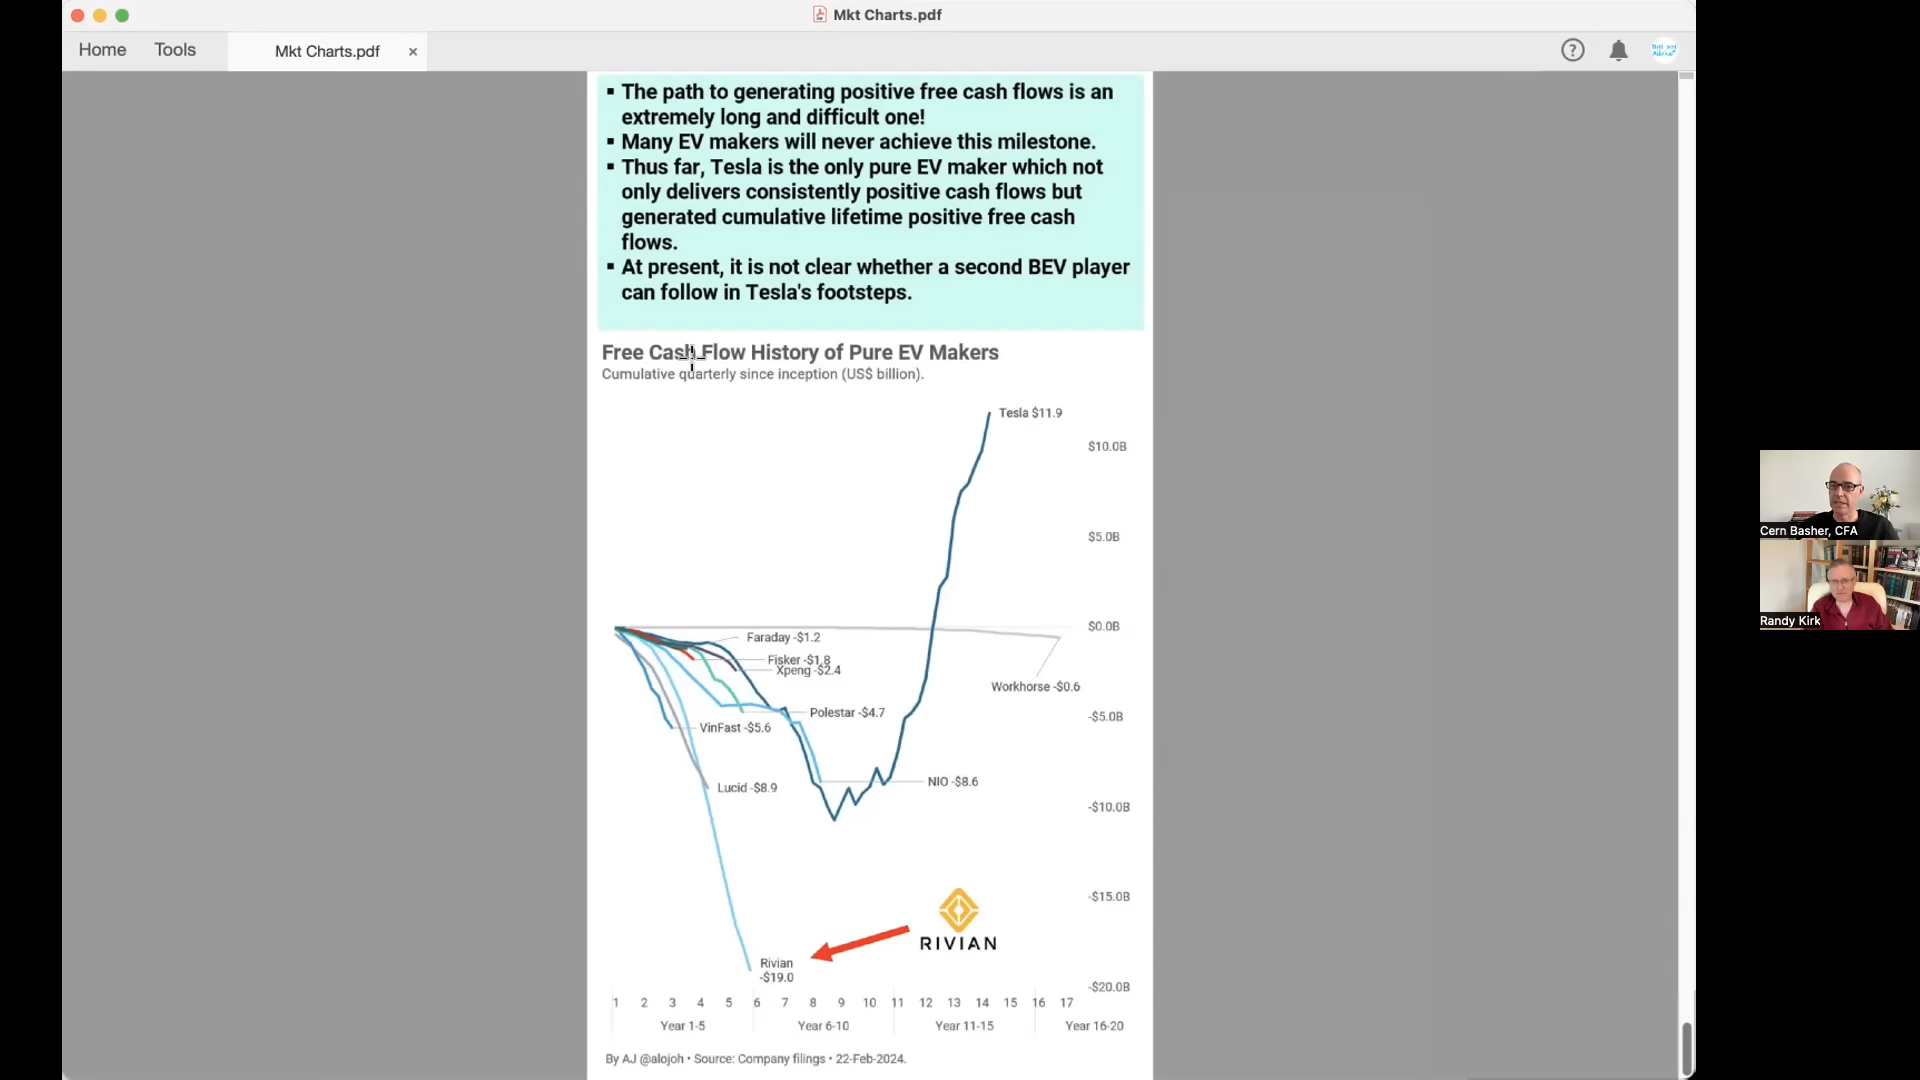 Mkt Charts.pdf
Home
Tools
Mkt Charts.pdf
×
?
▪ The path to generating positive free cash flows is an
extremely long and difficult one!
▪ Many EV makers will never achieve this milestone.
▪ Thus far, Tesla is the only pure EV maker which not
only delivers consistently positive cash flows but
generated cumulative lifetime positive free cash
flows.
▪ At present, it is not clear whether a second BEV player
can follow in Tesla's footsteps.
Free Cash Flow History of Pure EV Makers
Cumulative quarterly since inception (US$ billion).
Tesla $11.9
$10.0B
$5.0B
$0.0B
Faraday -$1.2
Fisker -$1.8
Xpeng -$2.4
Workhorse -$0.6
Polestar -$4.7
-$5.0B
VinFast -$5.6
NIO -$8.6
Lucid -$8.9
-$10.0B
-$15.0B
RIVIAN
Rivian
-$19.0
-$20.0B
1 2 3 4 5 6 7 8 9 10 11 12 13 14 15 16 17
Year 1-5 Year 6-10 Year 11-15 Year 16-20
By AJ @alojoh • Source: Company filings • 22-Feb-2024.
Cern Basher, CFA
Randy Kirk